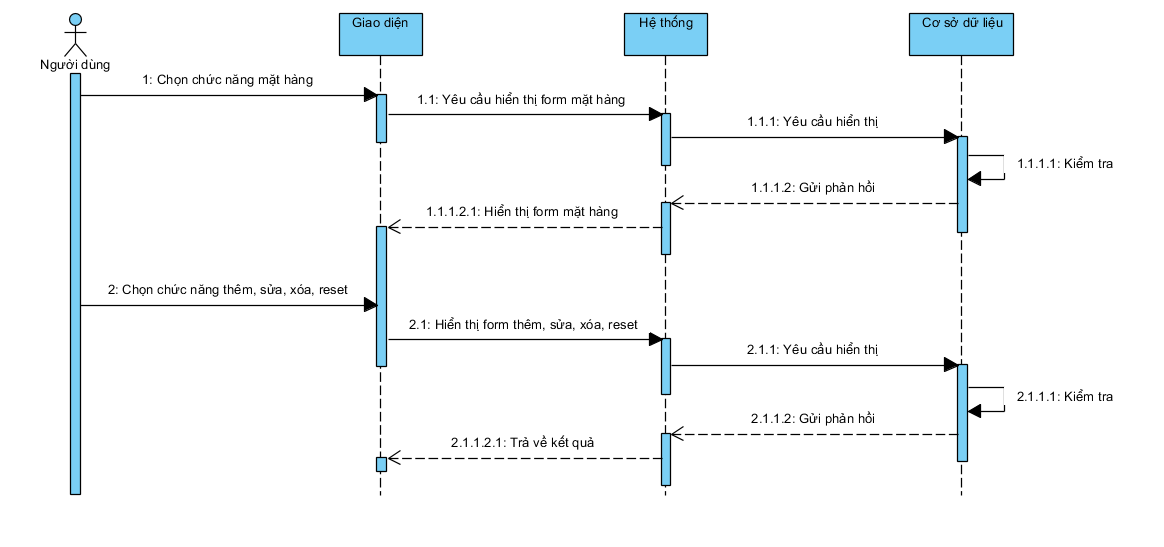 Giao diện
Hệ thống
Cơ sở dữ liệu
Người dùng
1: Chọn chức năng mặt hàng
1.1: Yêu cầu hiển thị form mặt hàng
1.1.1: Yêu cầu hiển thị
1.1.1.1: Kiểm tra
1.1.1.2: Gửi phản hồi
1.1.1.2.1: Hiển thị form mặt hàng
2: Chọn chức năng thêm, sửa, xóa, reset
2.1: Hiển thị form thêm, sửa, xóa, reset
2.1.1: Yêu cầu hiển thị
2.1.1.1: Kiểm tra
2.1.1.2: Gửi phản hồi
2.1.1.2.1: Trả về kết quả